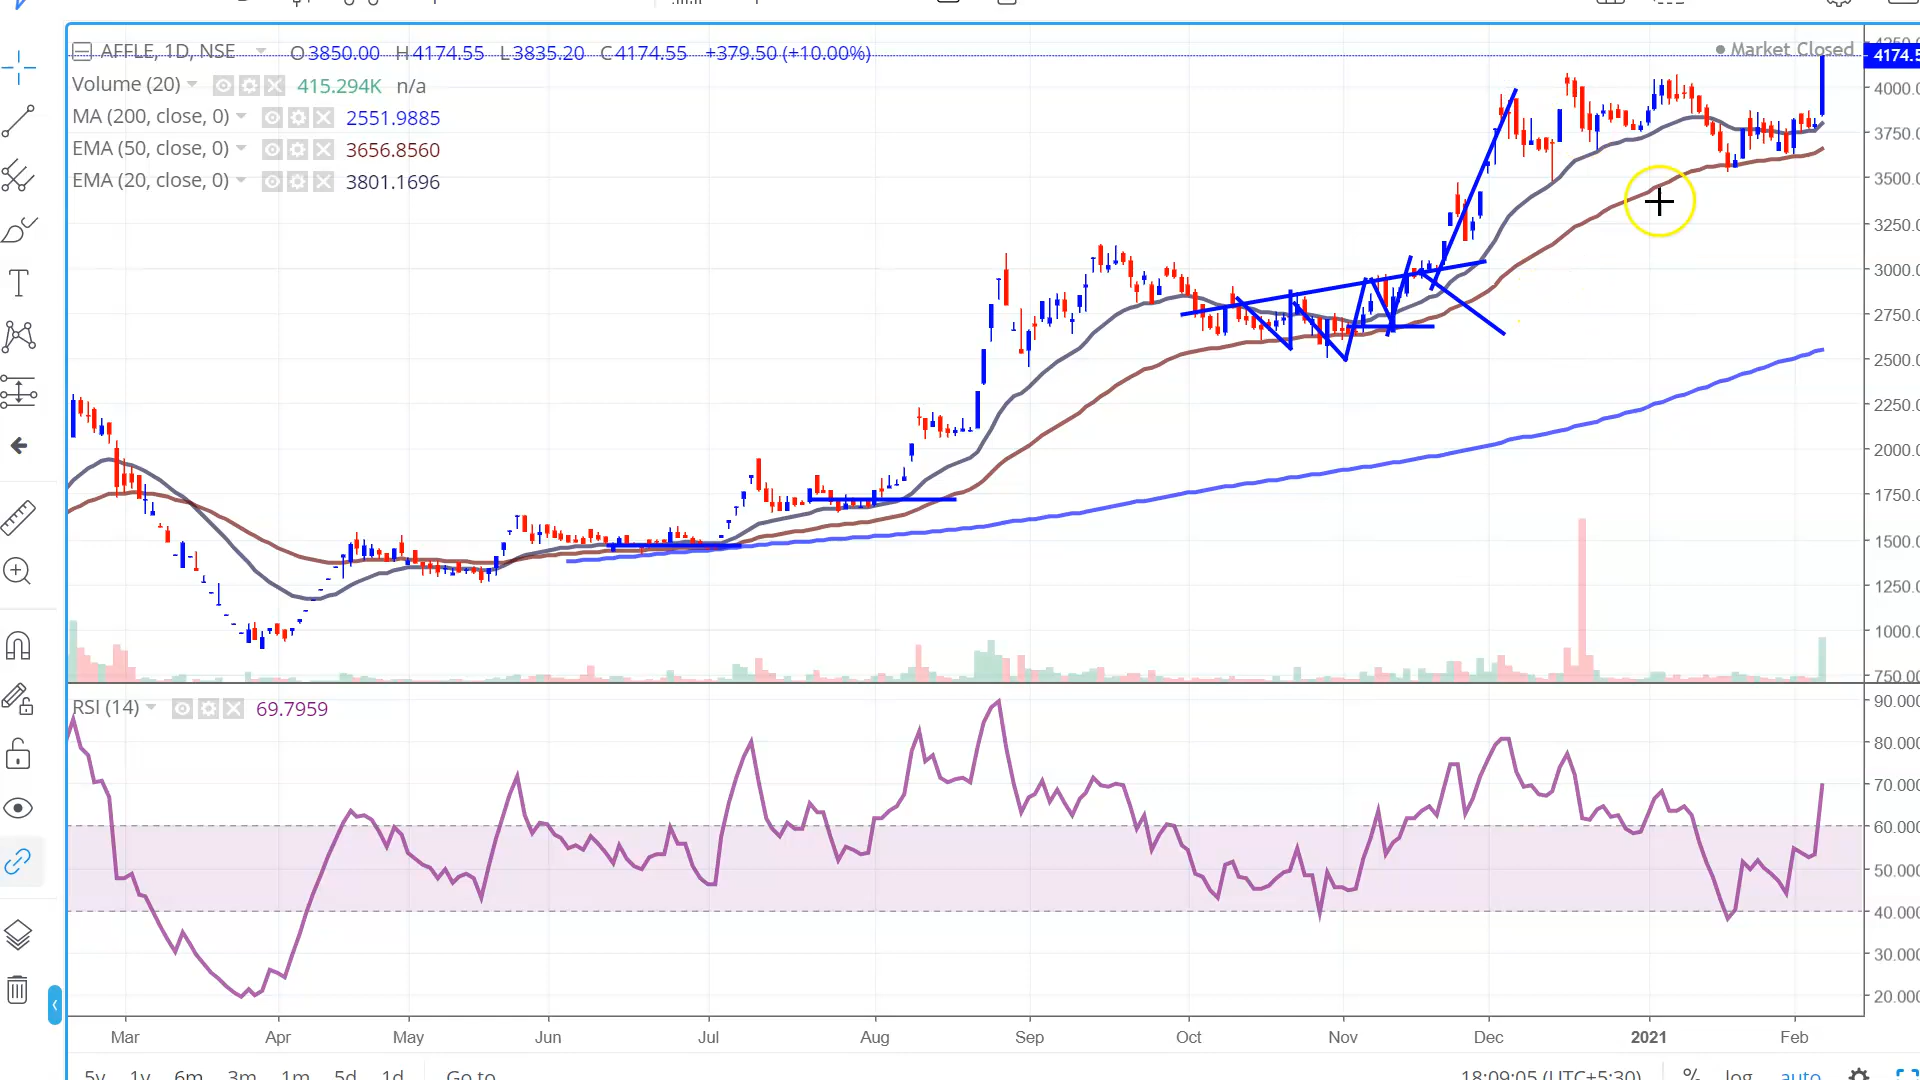 AFFLE, 1D, NSE O3850.00 H4174.55 L3835.20 C4174.55 +379.50 (+10.00%)
Market Closed
Volume (20) 415.294K n/a
MA (200, close, 0) 2551.9885
EMA (50, close, 0) 3656.8560
EMA (20, close, 0) 3801.1696
4174.5
4000.0
3750.0
3500.0
3250.0
3000.0
2750.0
2500.0
2250.0
2000.0
1750.0
1500.0
1250.0
1000.0
750.00
RSI (14) 69.7959
90.000
80.000
70.000
60.000
50.000
40.000
30.000
20.000
Mar Apr May Jun Jul Aug Sep Oct Nov Dec 2021 Feb
5y 1y 6m 3m 1m 5d 1d Go to 18:09:05 (UTC+5:30) % log auto